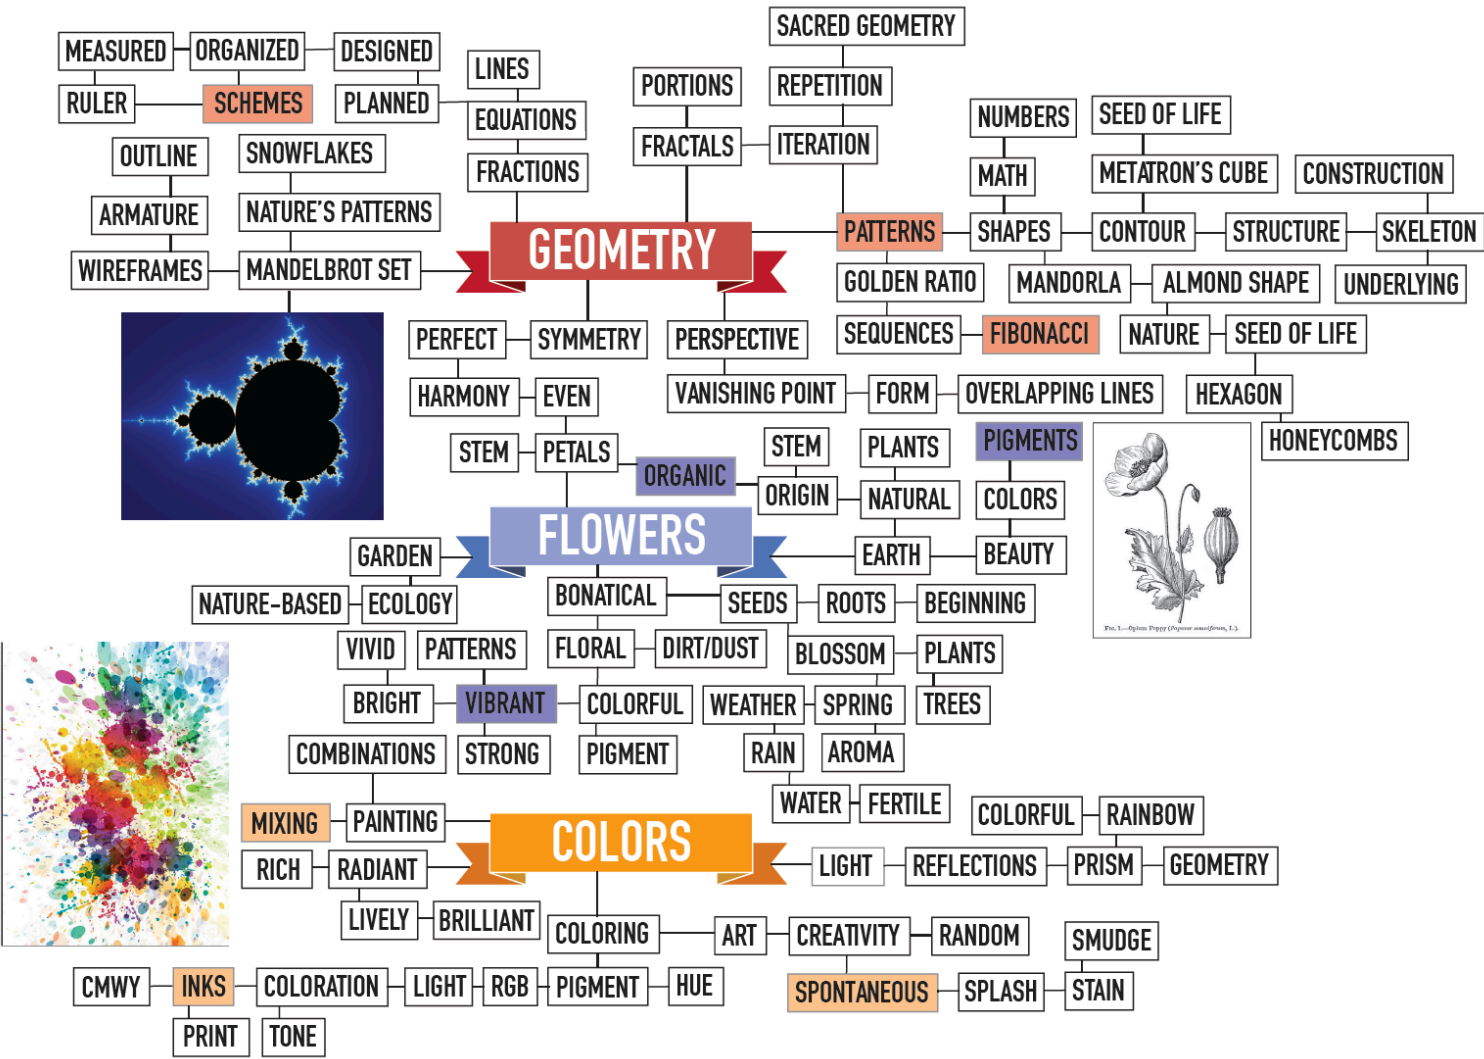 SACRED GEOMETRY
MEASURED
ORGANIZED
DESIGNED
LINES
PORTIONS
REPETITION
RULER
SCHEMES
PLANNED
EQUATIONS
NUMBERS
SEED OF LIFE
OUTLINE
SNOWFLAKES
FRACTIONS
FRACTALS
ITERATION
MATH
METATRON'S CUBE
CONSTRUCTION
ARMATURE
NATURE'S PATTERNS
GEOMETRY
PATTERNS
SHAPES
CONTOUR
STRUCTURE
SKELETON
WIREFRAMES
MANDELBROT SET
GOLDEN RATIO
MANDORLA
ALMOND SHAPE
UNDERLYING
PERFECT
SYMMETRY
PERSPECTIVE
SEQUENCES
FIBONACCI
NATURE
SEED OF LIFE
HARMONY
EVEN
VANISHING POINT
FORM
OVERLAPPING LINES
HEXAGON
STEM
PETALS
ORGANIC
STEM
PLANTS
PIGMENTS
HONEYCOMBS
ORIGIN
NATURAL
COLORS
FLOWERS
GARDEN
EARTH
BEAUTY
NATURE-BASED
ECOLOGY
BONATICAL
SEEDS
ROOTS
BEGINNING
FIG. 1.—Opium Poppy (Papaver somniferum, L.).
VIVID
PATTERNS
FLORAL
DIRT/DUST
BLOSSOM
PLANTS
BRIGHT
VIBRANT
COLORFUL
WEATHER
SPRING
TREES
COMBINATIONS
STRONG
PIGMENT
RAIN
AROMA
WATER
FERTILE
MIXING
PAINTING
COLORS
COLORFUL
RAINBOW
RICH
RADIANT
LIGHT
REFLECTIONS
PRISM
GEOMETRY
LIVELY
BRILLIANT
COLORING
ART
CREATIVITY
RANDOM
SMUDGE
CMWY
INKS
COLORATION
LIGHT
RGB
PIGMENT
HUE
SPONTANEOUS
SPLASH
STAIN
PRINT
TONE